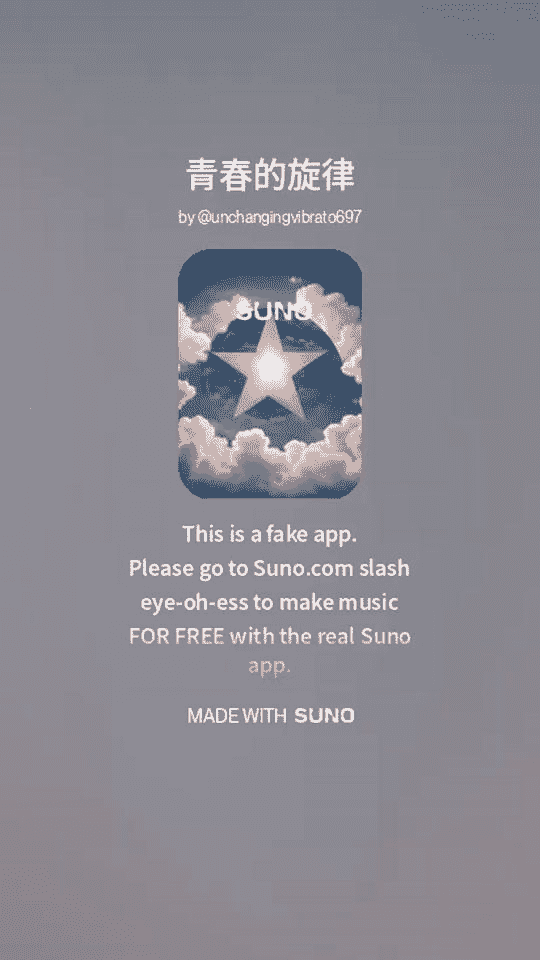 青春的旋律
by @unchangingvibrato697
SUNO
This is a fake app.
Please go to Suno.com slash
eye-oh-ess to make music
FOR FREE with the real Suno
app.
MADE WITH SUNO